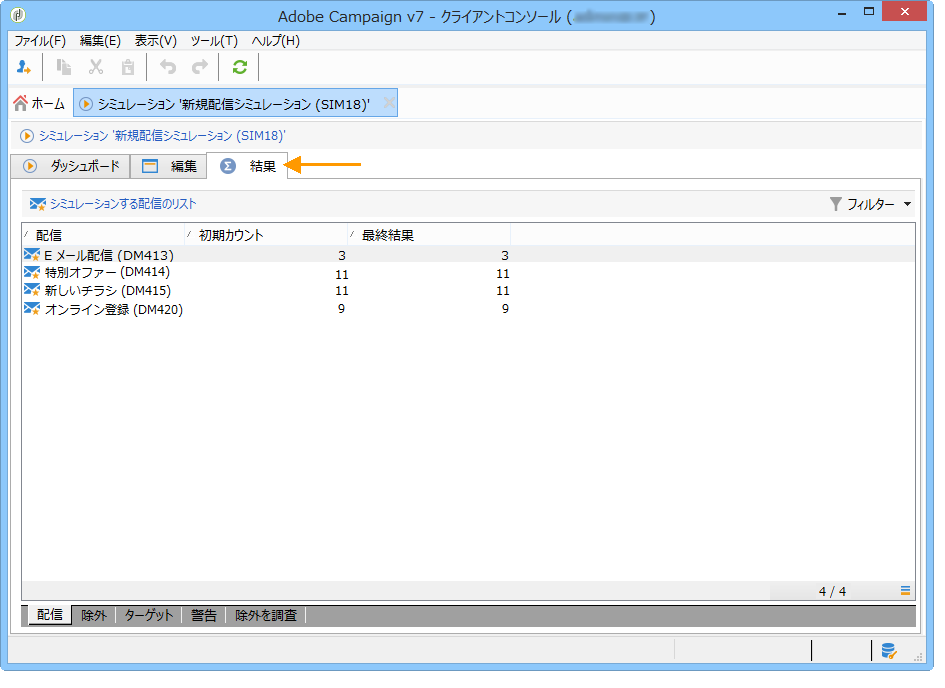 Adobe Campaign v7 - クライアントコンソール ( )
ファイル(F) 編集(E) 表示(V) ツール(T) ヘルプ(H)
ホーム シミュレーション '新規配信シミュレーション (SIM18)'
シミュレーション '新規配信シミュレーション (SIM18)'
ダッシュボード 編集 Σ 結果
シミュレーションする配信のリスト フィルター
配信 初期カウント 最終結果
E メール配信 (DM413) 3 3
特別オファー (DM414) 11 11
新しいチラシ (DM415) 11 11
オンライン登録 (DM420) 9 9
4 / 4
配信 除外 ターゲット 警告 除外を調査